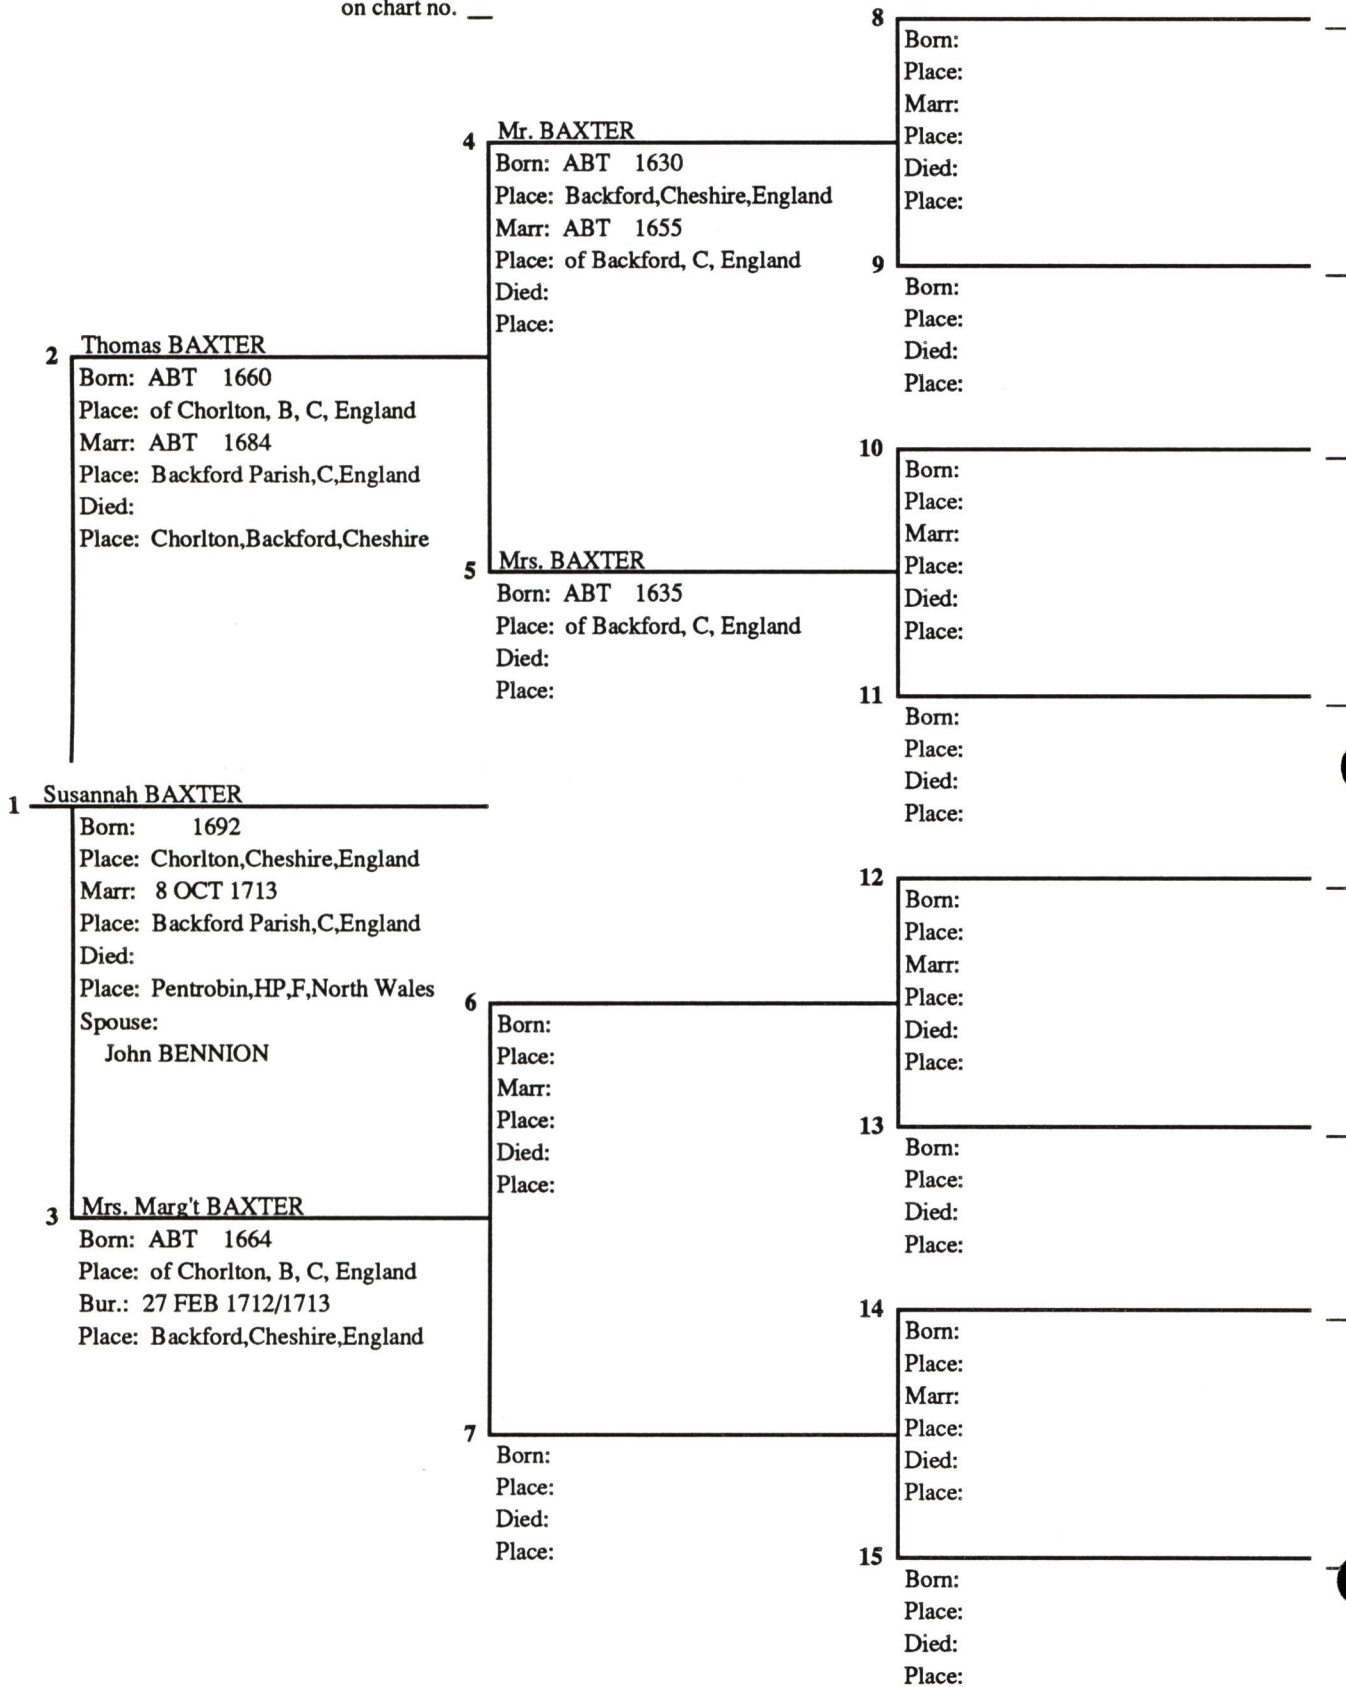 on chart no. __
8
Born:
Place:
Marr:
Place:
Died:
Place:
4 Mr. BAXTER
Born: ABT 1630
Place: Backford,Cheshire,England
Marr: ABT 1655
Place: of Backford, C, England
Died:
Place:
9
Born:
Place:
Died:
Place:
2 Thomas BAXTER
Born: ABT 1660
Place: of Chorlton, B, C, England
Marr: ABT 1684
Place: Backford Parish,C,England
Died:
Place: Chorlton,Backford,Cheshire
10
Born:
Place:
Marr:
Place:
Died:
Place:
5 Mrs. BAXTER
Born: ABT 1635
Place: of Backford, C, England
Died:
Place:
11
Born:
Place:
Died:
Place:
1 Susannah BAXTER
Born: 1692
Place: Chorlton,Cheshire,England
Marr: 8 OCT 1713
Place: Backford Parish,C,England
Died:
Place: Pentrobin,HP,F,North Wales
Spouse:
John BENNION
12
Born:
Place:
Marr:
Place:
Died:
Place:
6
Born:
Place:
Marr:
Place:
Died:
Place:
13
Born:
Place:
Died:
Place:
3 Mrs. Marg't BAXTER
Born: ABT 1664
Place: of Chorlton, B, C, England
Bur.: 27 FEB 1712/1713
Place: Backford,Cheshire,England
14
Born:
Place:
Marr:
Place:
Died:
Place:
7
Born:
Place:
Died:
Place:
15
Born:
Place:
Died:
Place: